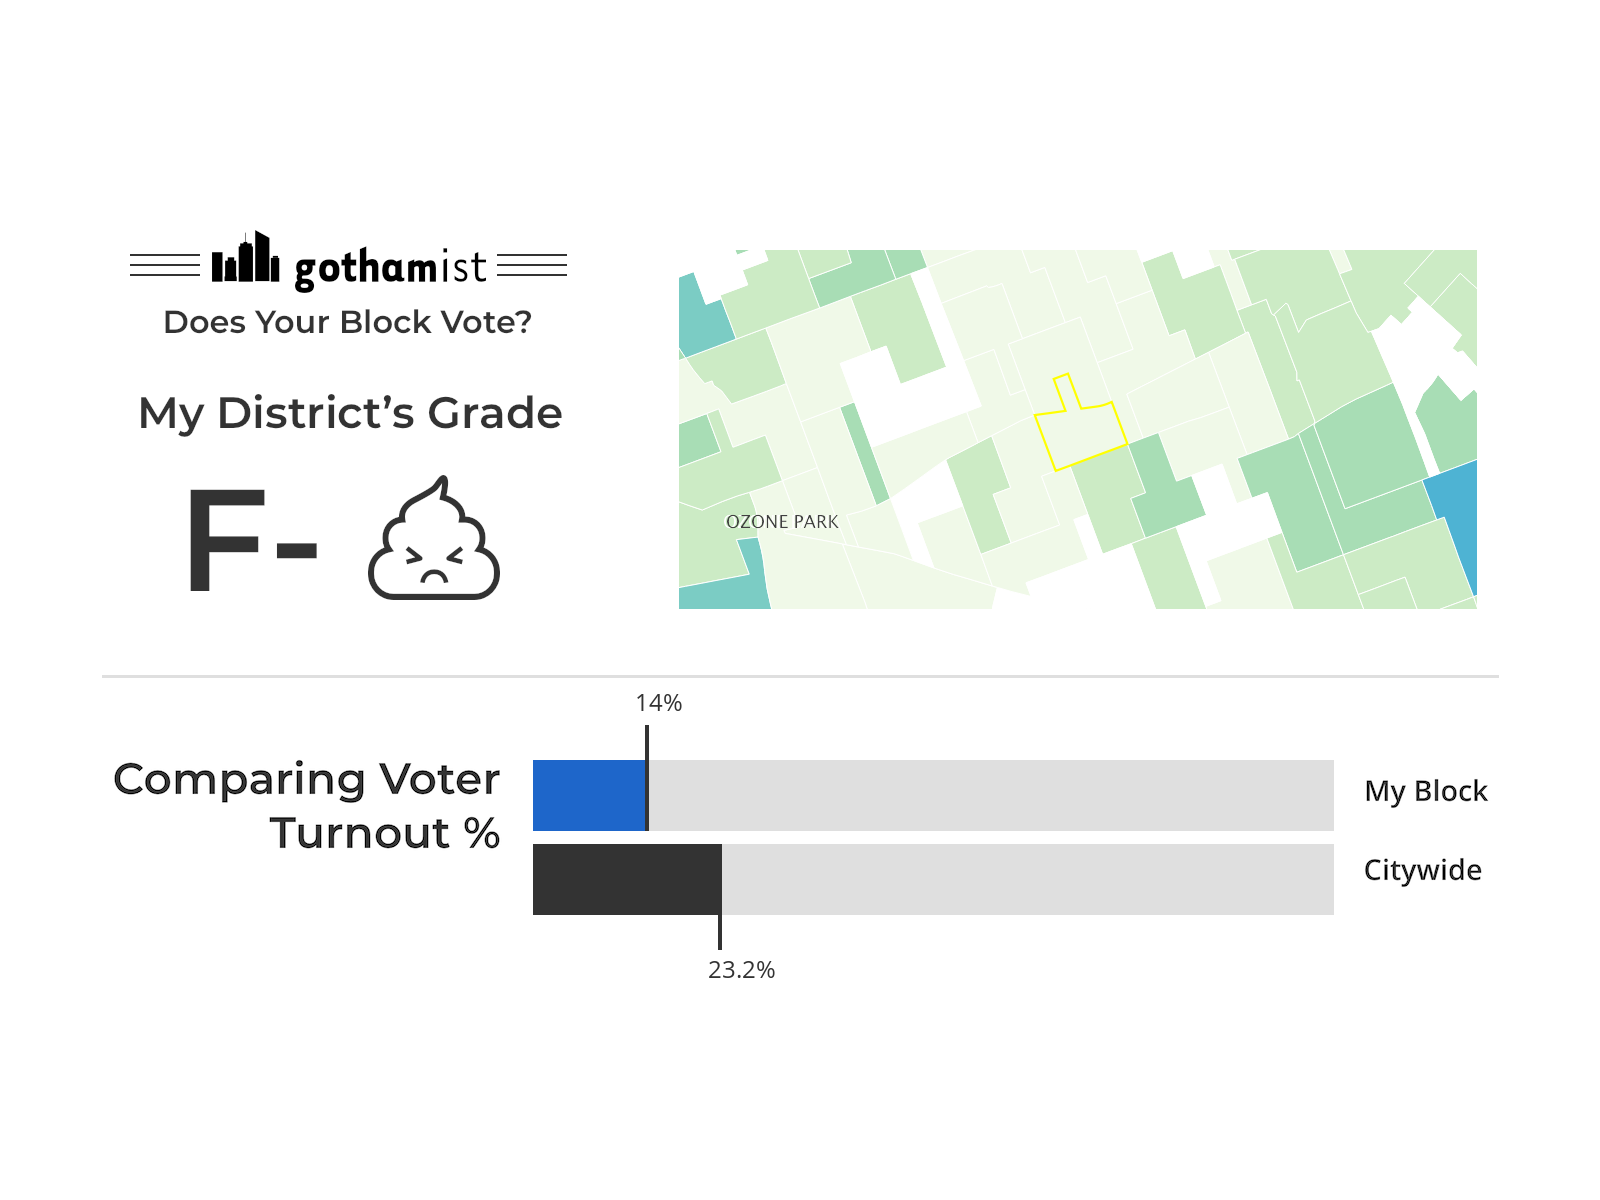 gothamist
Does Your Block Vote?
My District's Grade
F-
OZONE PARK
14%
Comparing Voter
Turnout %
My Block
Citywide
23.2%